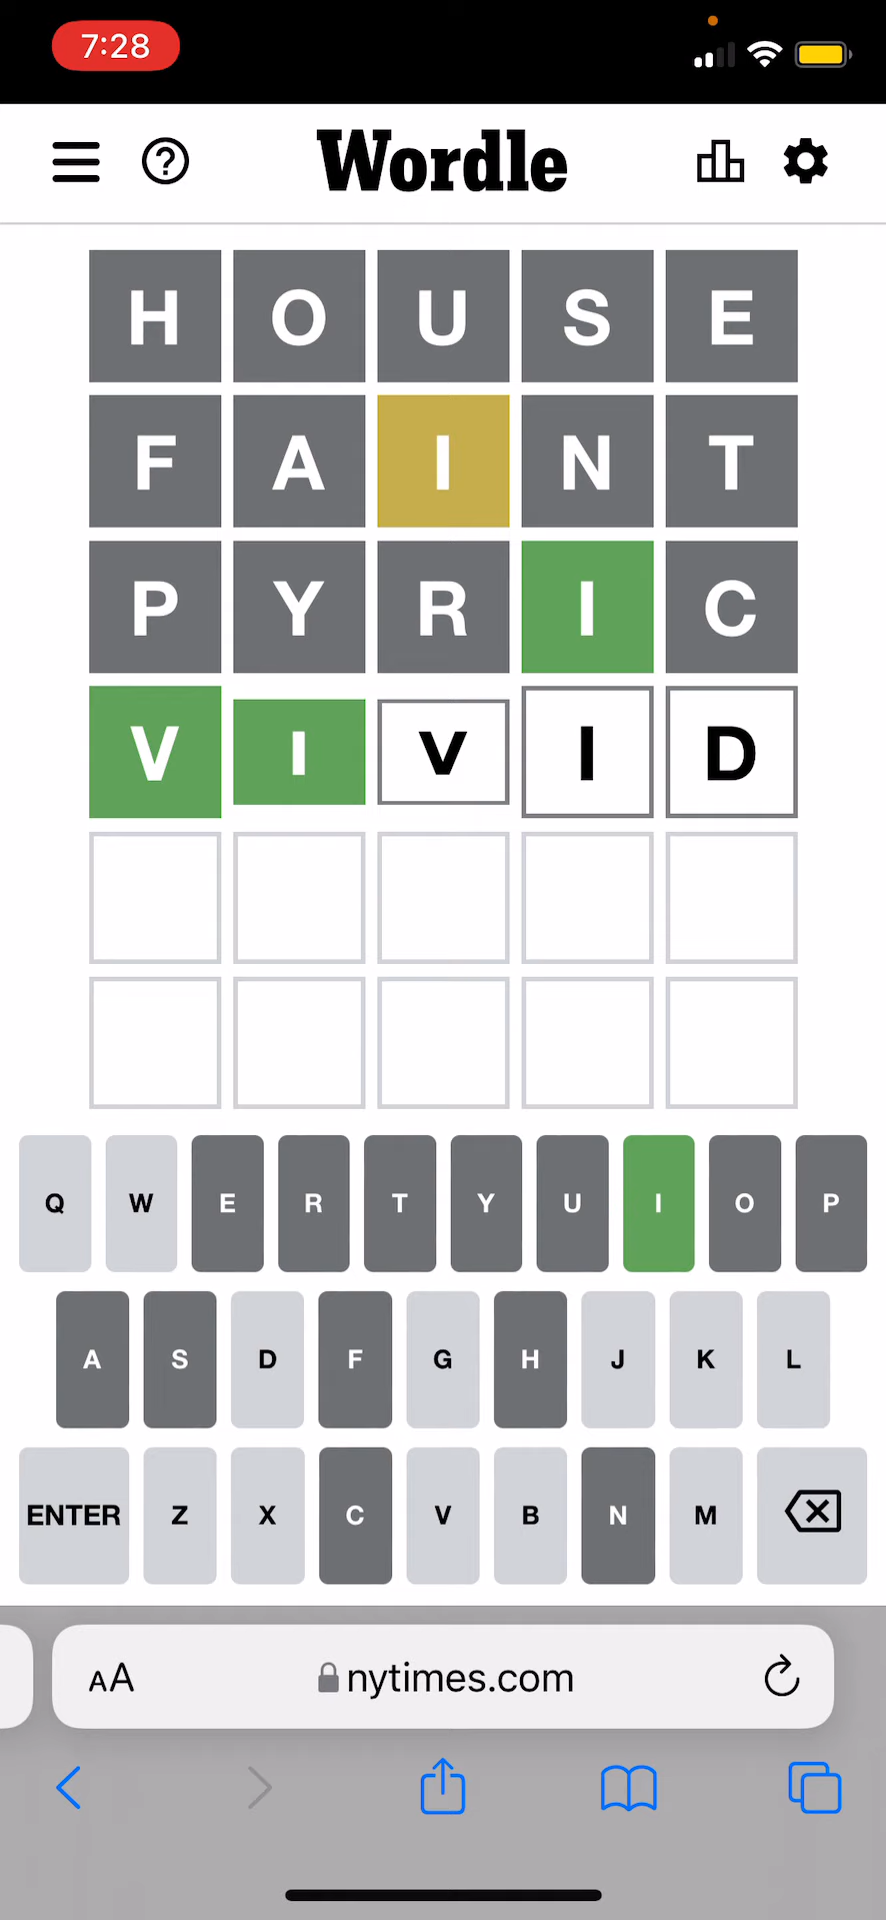 7:28
Wordle
H O U S E
F A I N T
P Y R I C
V I V I D
Q W E R T Y U I O P
A S D F G H J K L
ENTER Z X C V B N M
AA nytimes.com